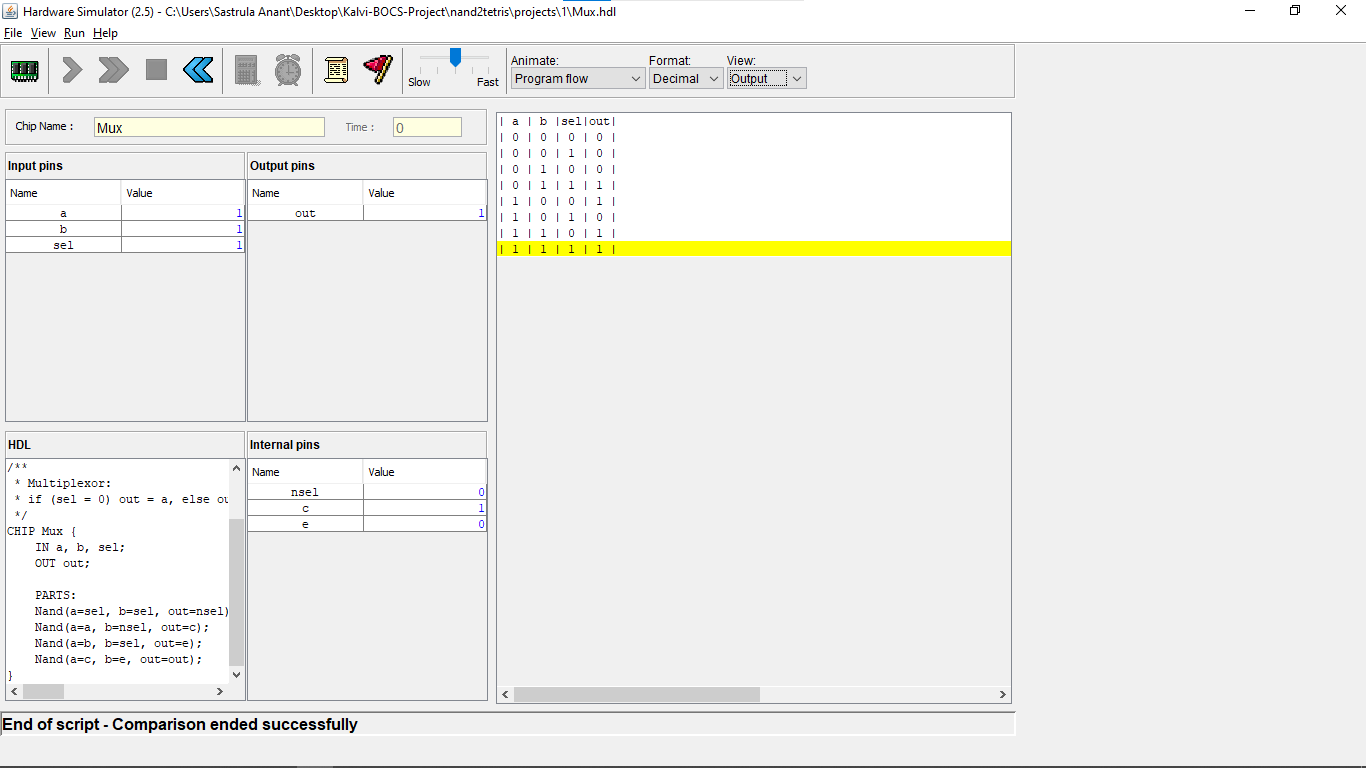 Hardware Simulator (2.5) - C:\Users\Sastrula Anant\Desktop\Kalvi-BOCS-Project\nand2tetris\projects\1\Mux.hdl
File View Run Help
Animate: Format: View:
Slow Fast Program flow Decimal Output
Chip Name : Mux Time : 0
Input pins
Name Value
a 1
b 1
sel 1
Output pins
Name Value
out 1
| a | b |sel|out|
| 0 | 0 | 0 | 0 |
| 0 | 0 | 1 | 0 |
| 0 | 1 | 0 | 0 |
| 0 | 1 | 1 | 1 |
| 1 | 0 | 0 | 1 |
| 1 | 0 | 1 | 0 |
| 1 | 1 | 0 | 1 |
| 1 | 1 | 1 | 1 |
HDL
/**
* Multiplexor:
* if (sel = 0) out = a, else ou
*/
CHIP Mux {
IN a, b, sel;
OUT out;
PARTS:
Nand(a=sel, b=sel, out=nsel)
Nand(a=a, b=nsel, out=c);
Nand(a=b, b=sel, out=e);
Nand(a=c, b=e, out=out);
}
Internal pins
Name Value
nsel 0
c 1
e 0
End of script - Comparison ended successfully